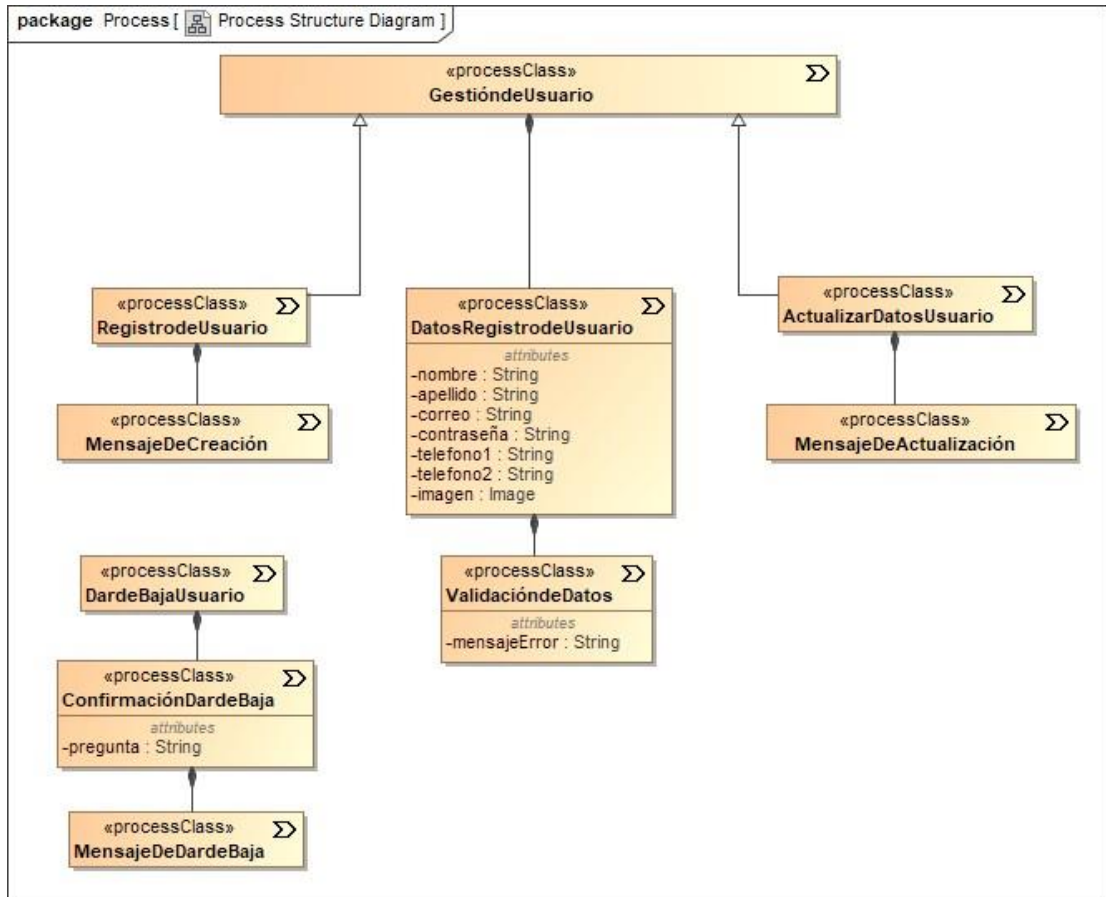 package Process [ Process Structure Diagram ]
«processClass»
GestióndeUsuario
«processClass»
RegistrodeUsuario
«processClass»
MensajeDeCreación
«processClass»
DatosRegistrodeUsuario
attributes
-nombre : String
-apellido : String
-correo : String
-contraseña : String
-telefono1 : String
-telefono2 : String
-imagen : Image
«processClass»
ActualizarDatosUsuario
«processClass»
MensajeDeActualización
«processClass»
DardeBajaUsuario
«processClass»
ConfirmaciónDardeBaja
attributes
-pregunta : String
«processClass»
MensajeDeDardeBaja
«processClass»
ValidacióndeDatos
attributes
-mensajeError : String